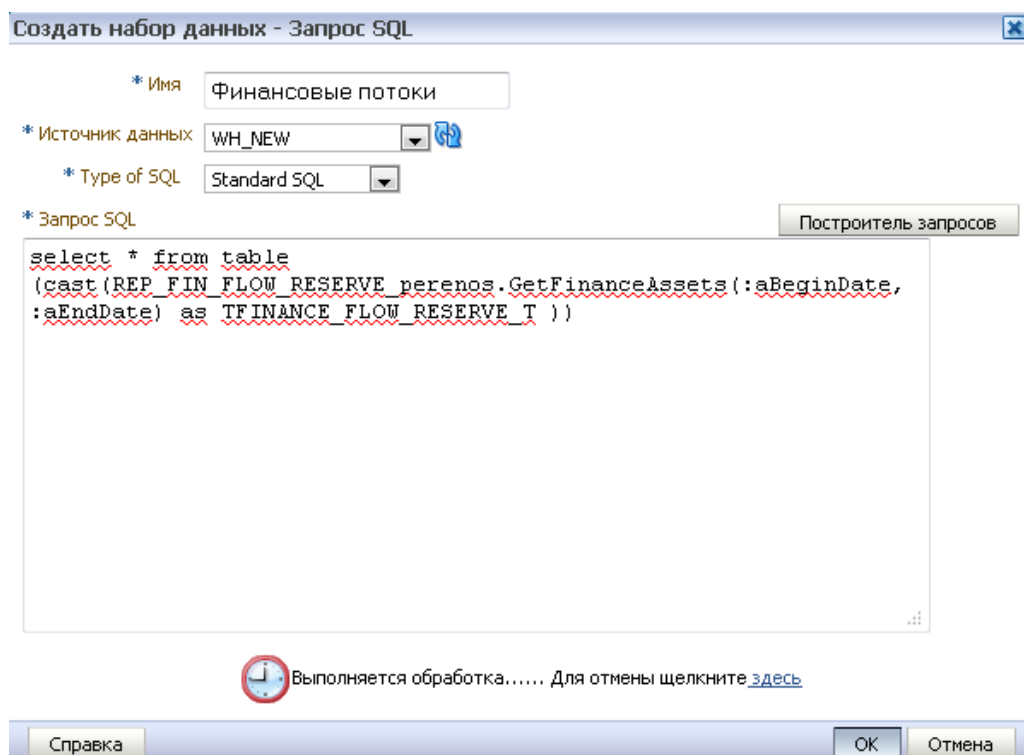 Создать набор данных - Запрос SQL
* Имя Финансовые потоки
* Источник данных WH_NEW
* Type of SQL Standard SQL
* Запрос SQL Построитель запросов
select * from table
(cast(REP_FIN_FLOW_RESERVE_perenos.GetFinanceAssets(:aBeginDate,
:aEndDate) as TFINANCE_FLOW_RESERVE_T ))
Выполняется обработка...... Для отмены щелкните здесь
Справка OK Отмена